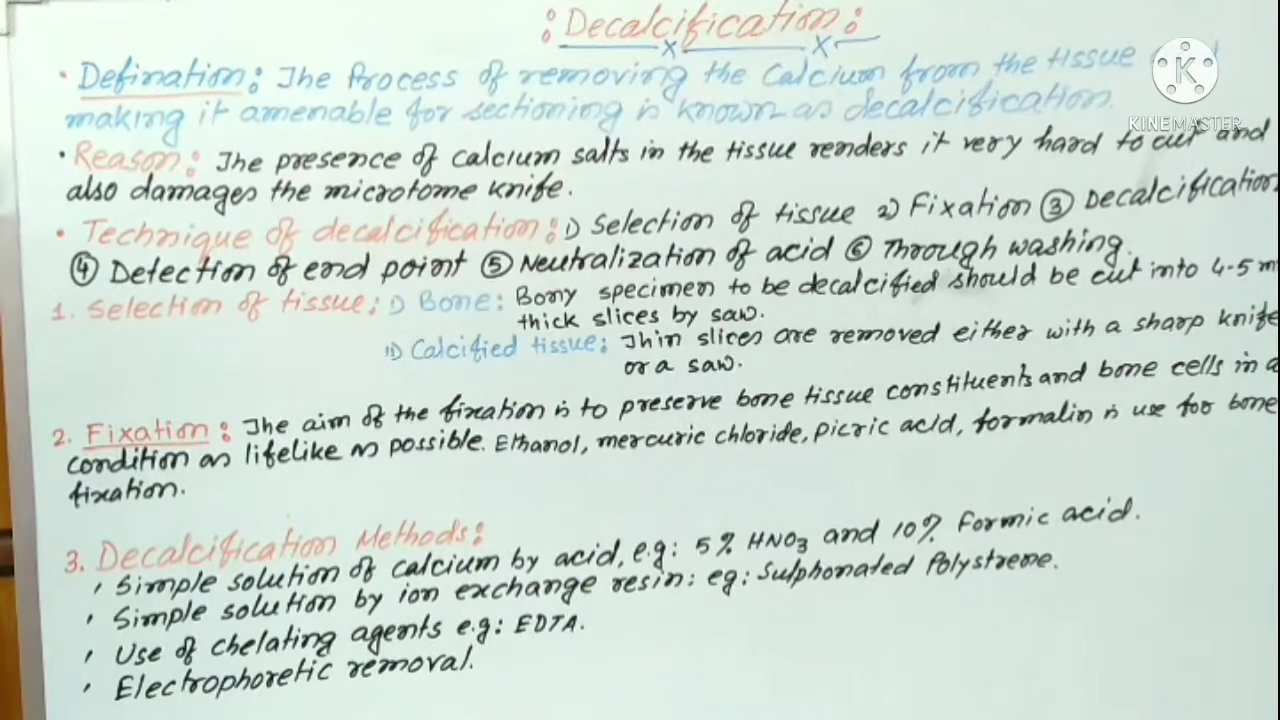 : Decalcification :
• Defination : The Process of removing the Calcium from the tissue
making it amenable for sectioning is known as decalcification.
• Reason : The presence of calcium salts in the tissue renders it very hard to cut and
also damages the microtome knife.
• Technique of decalcification : 1) Selection of tissue 2) Fixation ③ Decalcification
④ Detection of end point ⑤ Neutralization of acid ⑥ Through washing.
1. Selection of tissue : i) Bone : Bony specimen to be decalcified should be cut into 4-5 m
thick slices by saw.
ii) Calcified tissue : Thin slices are removed either with a sharp knife
or a saw.
2. Fixation : The aim of the fixation is to preserve bone tissue constituents and bone cells in a
condition as lifelike as possible. Ethanol, mercuric chloride, Picric acid, formalin is use for bone
fixation.
3. Decalcification Methods :
, Simple solution of calcium by acid, e.g : 5% HNO3 and 10% Formic acid.
, Simple solution by ion exchange resin : eg : Sulphonated Polystreme.
, Use of chelating agents e.g : EDTA.
, Electrophoretic removal.
K
KINEMASTER